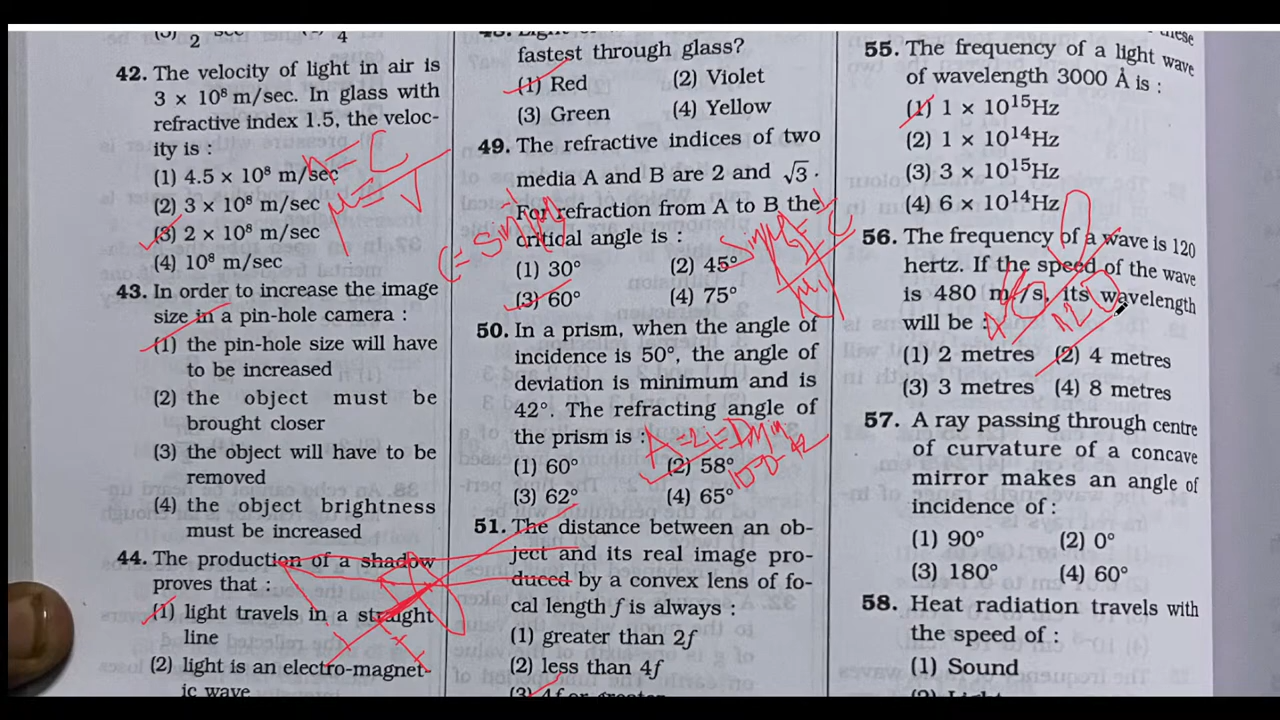 2 sec
4
42. The velocity of light in air is
3 × 10⁸ m/sec. In glass with
refractive index 1.5, the veloc-
ity is :
(1) 4.5 × 10⁸ m/sec
(2) 3 × 10⁸ m/sec
(3) 2 × 10⁸ m/sec
(4) 10⁸ m/sec
43. In order to increase the image
size in a pin-hole camera :
(1) the pin-hole size will have
to be increased
(2) the object must be
brought closer
(3) the object will have to be
removed
(4) the object brightness
must be increased
44. The production of a shadow
proves that :
(1) light travels in a straight
line
(2) light is an electro-magnet-
ic wave
fastest through glass?
(1) Red (2) Violet
(3) Green (4) Yellow
49. The refractive indices of two
media A and B are 2 and √3 .
For refraction from A to B the
critical angle is :
(1) 30° (2) 45°
(3) 60° (4) 75°
50. In a prism, when the angle of
incidence is 50°, the angle of
deviation is minimum and is
42°. The refracting angle of
the prism is :
(1) 60° (2) 58°
(3) 62° (4) 65°
51. The distance between an ob-
ject and its real image pro-
duced by a convex lens of fo-
cal length f is always :
(1) greater than 2f
(2) less than 4f
(3) 4f or greater
these
55. The frequency of a light wave
of wavelength 3000 Å is :
(1) 1 × 10¹⁵Hz
(2) 1 × 10¹⁴Hz
(3) 3 × 10¹⁵Hz
(4) 6 × 10¹⁴Hz
56. The frequency of a wave is 120
hertz. If the speed of the wave
is 480 m/s, its wavelength
will be :
(1) 2 metres (2) 4 metres
(3) 3 metres (4) 8 metres
57. A ray passing through centre
of curvature of a concave
mirror makes an angle of
incidence of :
(1) 90° (2) 0°
(3) 180° (4) 60°
58. Heat radiation travels with
the speed of :
(1) Sound